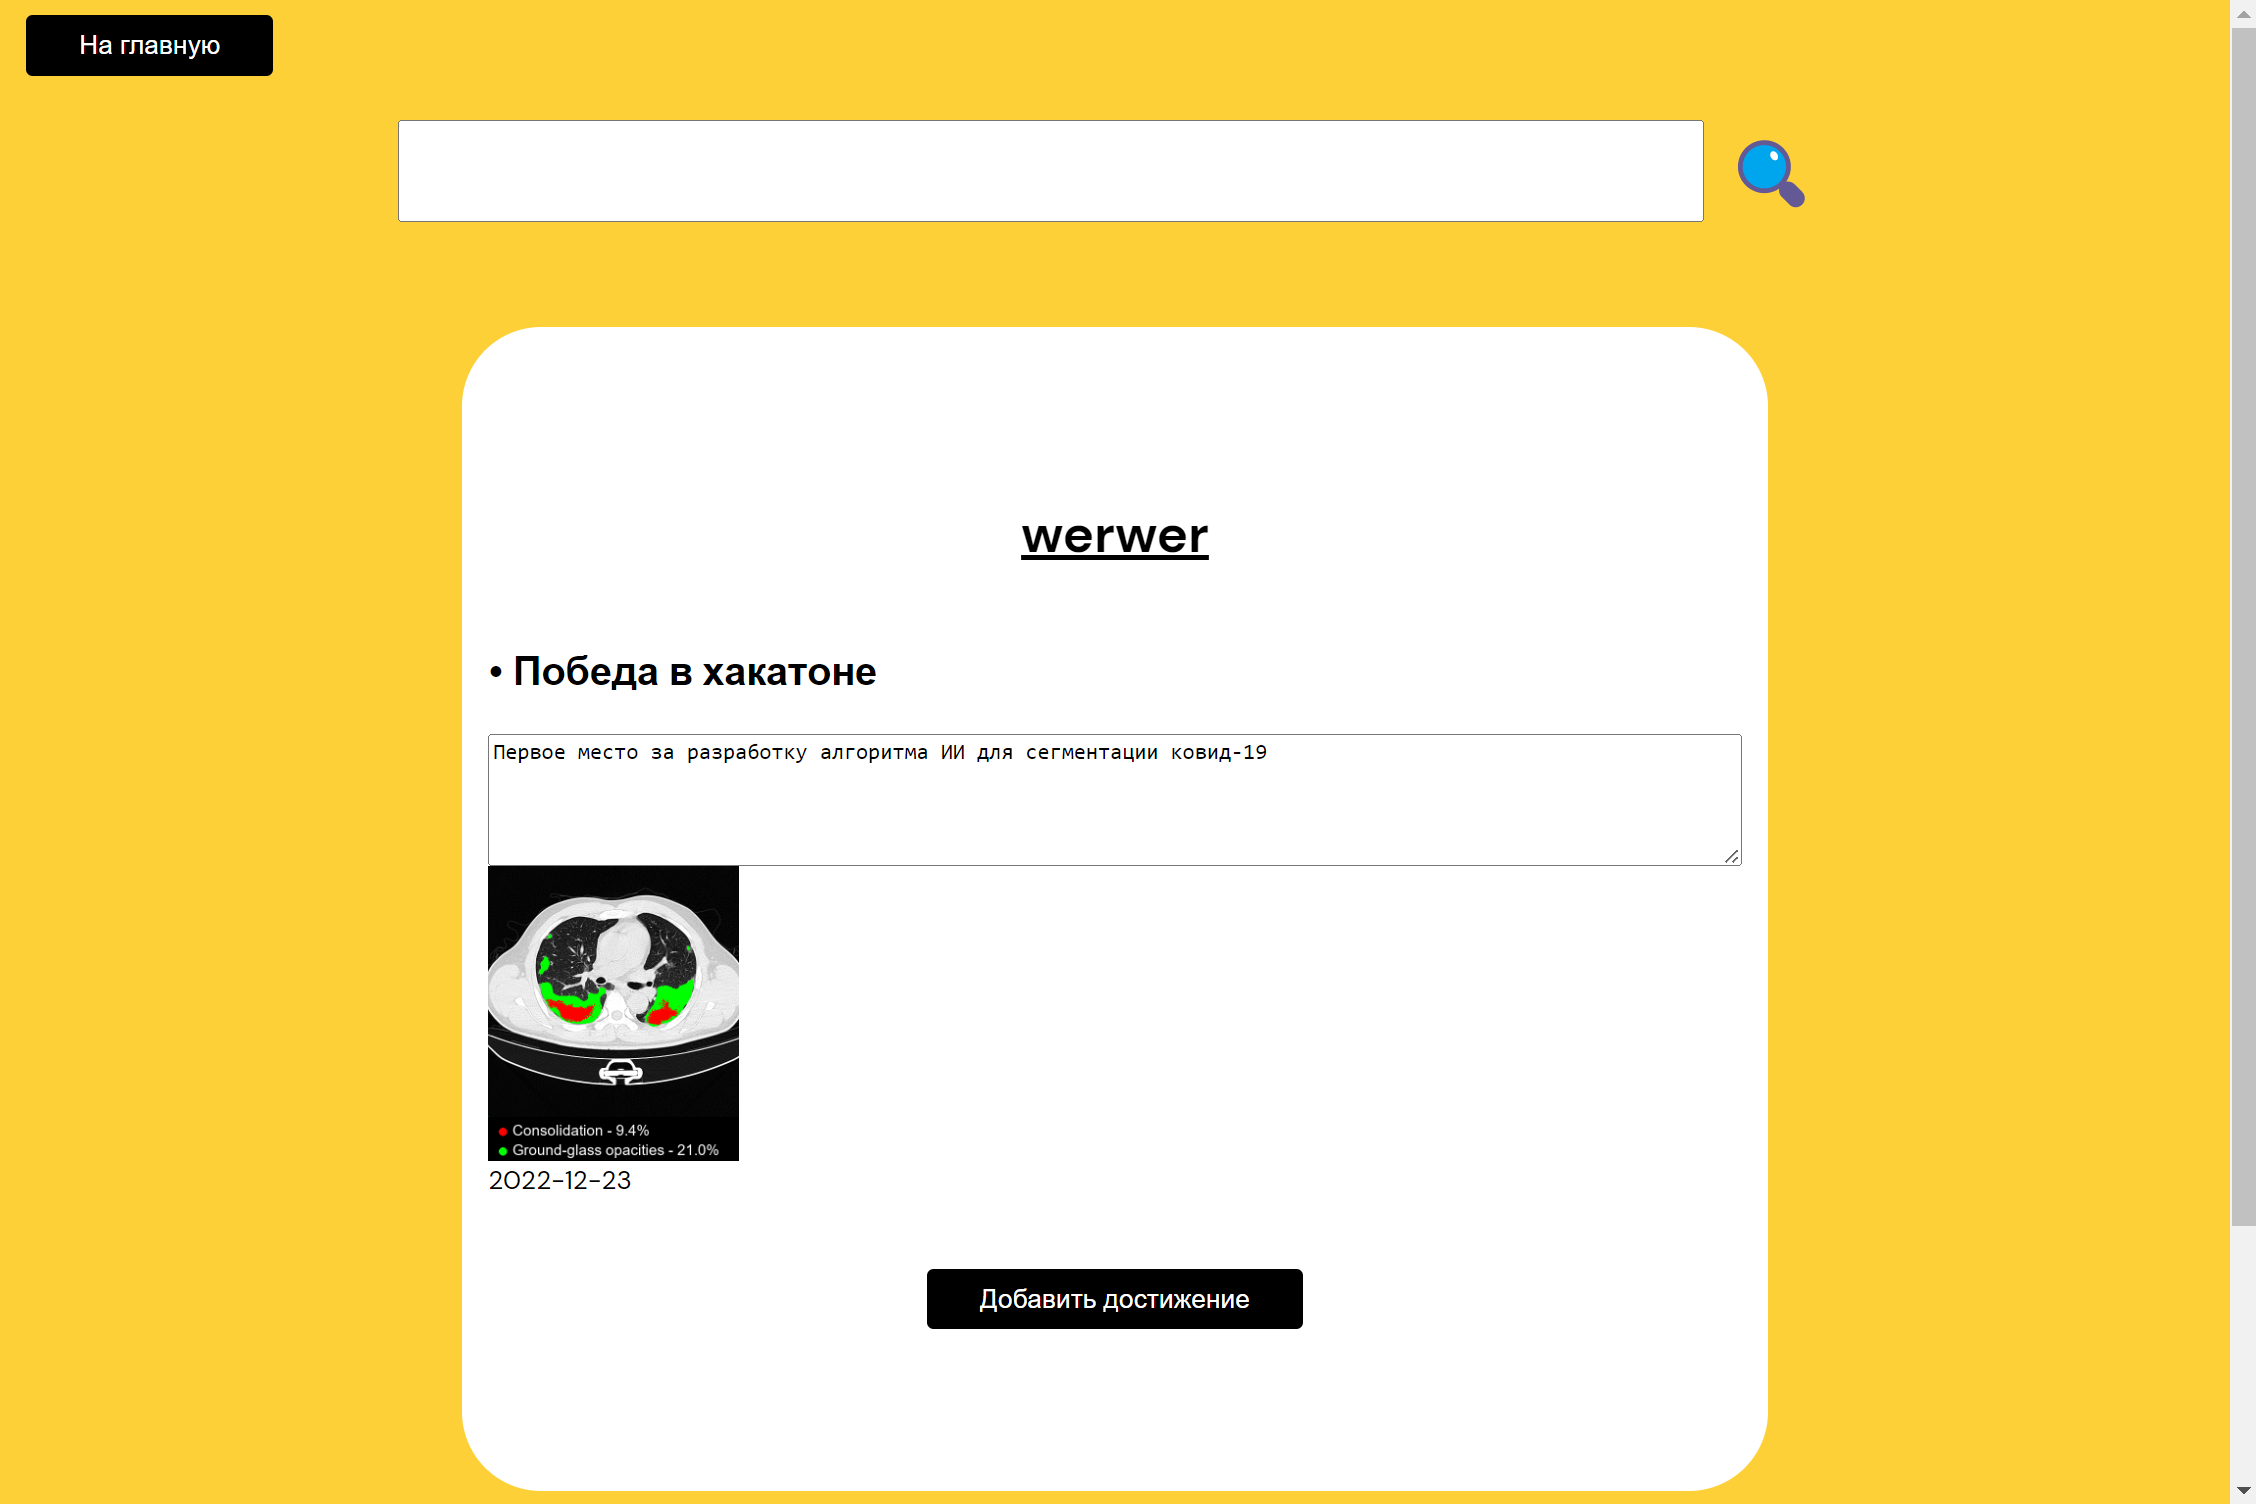 На главную
werwer
• Победа в хакатоне
Первое место за разработку алгоритма ИИ для сегментации ковид-19
Consolidation - 9.4%
Ground-glass opacities - 21.0%
2022-12-23
Добавить достижение